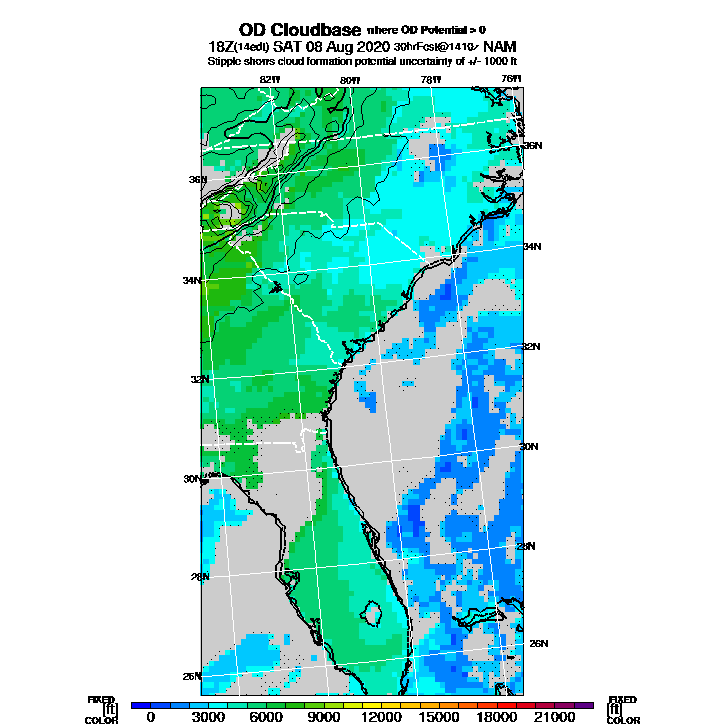 OD Cloudbase where OD Potential > 0
18Z(14edt) SAT 08 Aug 2020 30hrFcst@1410z NAM
Stipple shows cloud formation potential uncertainty of +/- 1000 ft
82W 80W 78W 76W
36N
36N
34N
34N
32N
32N
30N
30N
28N
28N
26N
26N
FIXED FIXED
[ft] [ft]
COLOR 0 3000 6000 9000 12000 15000 18000 21000 COLOR